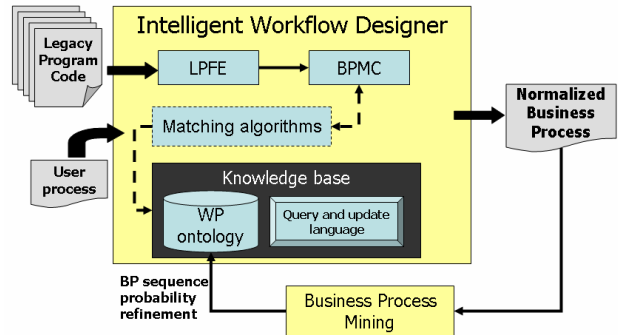 Intelligent Workflow Designer
Legacy
Program
Code
LPFE
BPMC
Normalized
Business
Process
Matching algorithms
User
process
Knowledge base
WP
ontology
Query and update
language
BP sequence
probability
refinement
Business Process
Mining